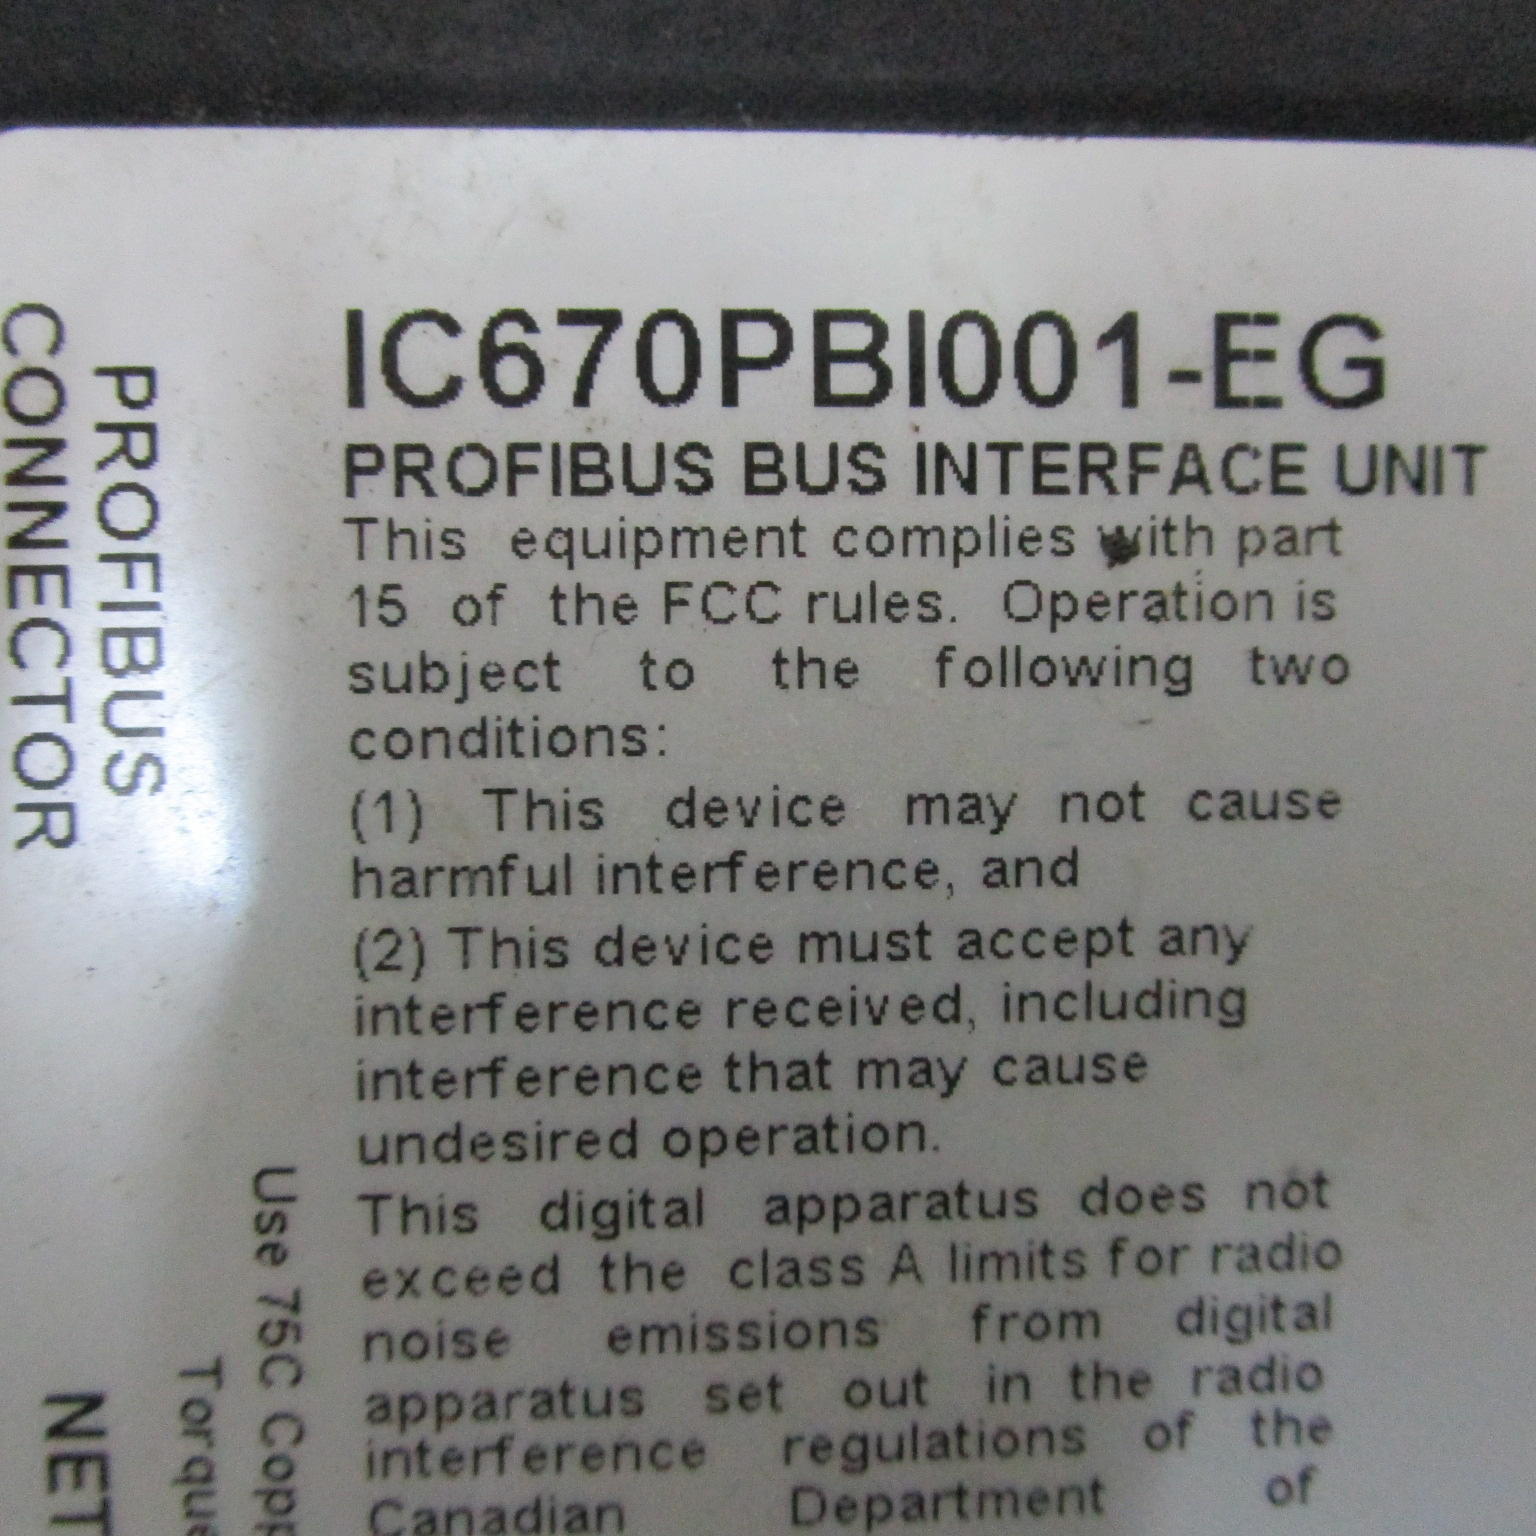 IC670PBI001-EG
PROFIBUS BUS INTERFACE UNIT
This equipment complies with part
15 of the FCC rules. Operation is
subject to the following two
conditions:
(1) This device may not cause
harmful interference, and
(2) This device must accept any
interference received, including
interference that may cause
undesired operation.
This digital apparatus does not
exceed the class A limits for radio
noise emissions from digital
apparatus set out in the radio
interference regulations of the
Canadian Department of
PROFIBUS
CONNECTOR
Use 75C Copp
Torque
NET